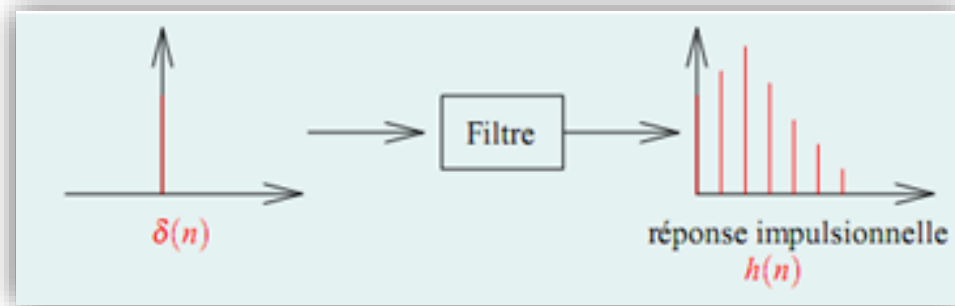 δ(n)
Filtre
réponse impulsionnelle
h(n)